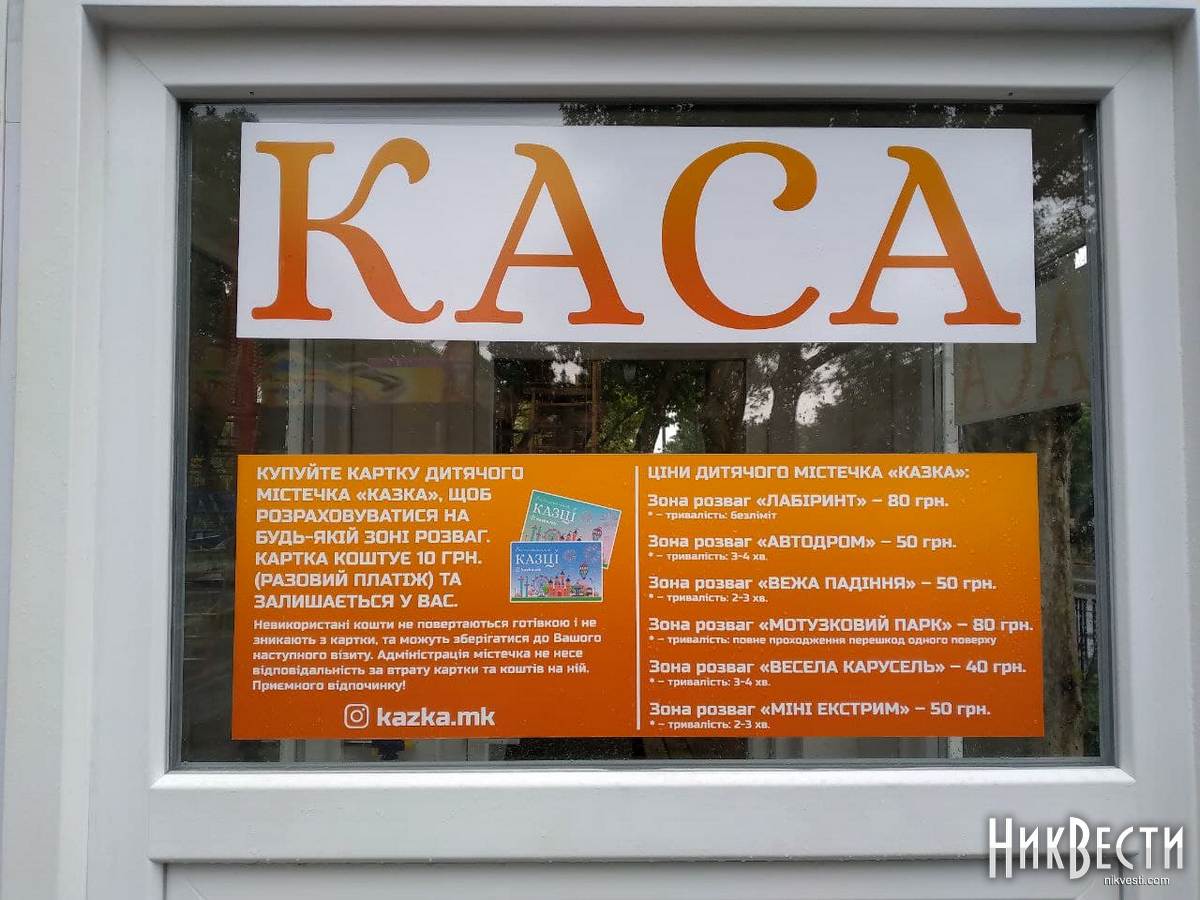 КАСА
КУПУЙТЕ КАРТКУ ДИТЯЧОГО
МІСТЕЧКА «КАЗКА», ЩОБ
РОЗРАХОВУВАТИСЯ НА
БУДЬ-ЯКІЙ ЗОНІ РОЗВАГ.
КАРТКА КОШТУЄ 10 ГРН.
(РАЗОВИЙ ПЛАТІЖ) ТА
ЗАЛИШАЄТЬСЯ У ВАС.
КАЗЦІ
КАЗЦІ
Невикористані кошти не повертаються готівкою і не
зникають з картки, та можуть зберігатися до Вашого
наступного візиту. Адміністрація містечка не несе
відповідальність за втрату картки та коштів на ній.
Приємного відпочинку!
kazka.mk
ЦІНИ ДИТЯЧОГО МІСТЕЧКА «КАЗКА»:
Зона розваг «ЛАБІРИНТ» – 80 грн.
* – тривалість: безліміт
Зона розваг «АВТОДРОМ» – 50 грн.
* – тривалість: 3-4 хв.
Зона розваг «ВЕЖА ПАДІННЯ» – 50 грн.
* – тривалість: 2-3 хв.
Зона розваг «МОТУЗКОВИЙ ПАРК» – 80 грн.
* – тривалість: повне проходження перешкод одного поверху
Зона розваг «ВЕСЕЛА КАРУСЕЛЬ» – 40 грн.
* – тривалість: 3-4 хв.
Зона розваг «МІНІ ЕКСТРИМ» – 50 грн.
* – тривалість: 2-3 хв.
НИКВЕСТИ
nikvesti.com